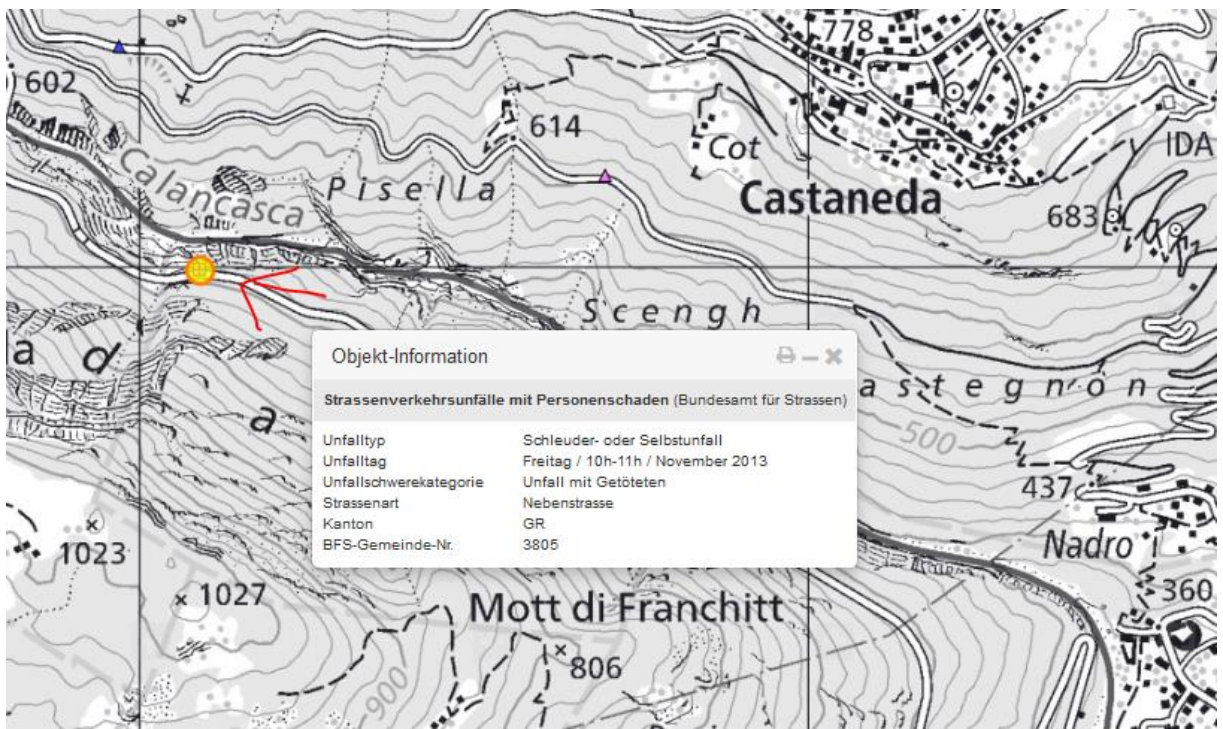 778
602
614
Cot
IDA
Calancasca
Pisella
Castaneda
683
Scengh
a d
a
Objekt-Information
Strassenverkehrsunfälle mit Personenschaden (Bundesamt für Strassen)
Unfalltyp Schleuder- oder Selbstunfall
Unfalltag Freitag / 10h-11h / November 2013
Unfallschwerekategorie Unfall mit Getöteten
Strassenart Nebenstrasse
Kanton GR
BFS-Gemeinde-Nr. 3805
astegnon
500
437
Nadro
1023
1027
Mott di Franchitt
360
806
900